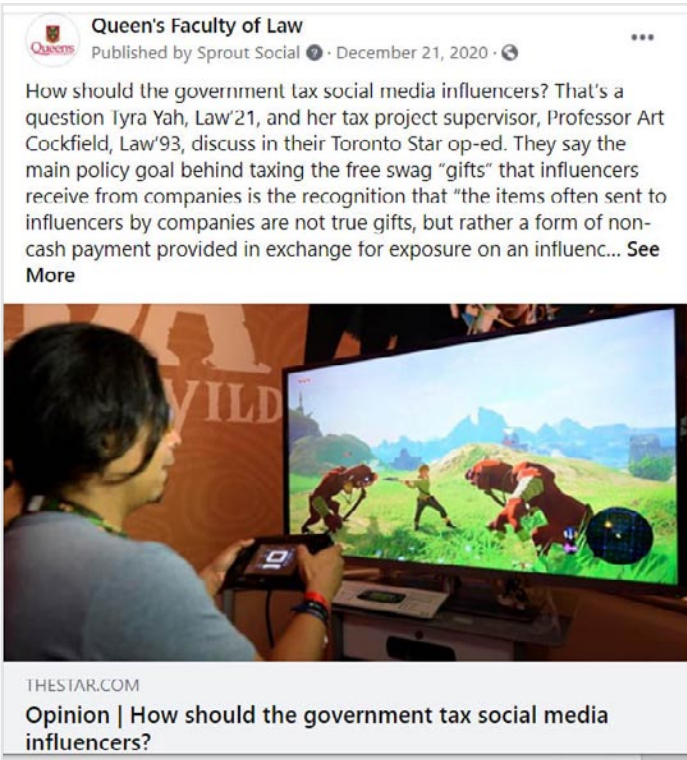 Queen's Faculty of Law
Queens
Published by Sprout Social · December 21, 2020 ·
How should the government tax social media influencers? That's a
question Tyra Yah, Law'21, and her tax project supervisor, Professor Art
Cockfield, Law'93, discuss in their Toronto Star op-ed. They say the
main policy goal behind taxing the free swag "gifts" that influencers
receive from companies is the recognition that "the items often sent to
influencers by companies are not true gifts, but rather a form of non-
cash payment provided in exchange for exposure on an influenc... See
More
WILD
THESTAR.COM
Opinion | How should the government tax social media
influencers?